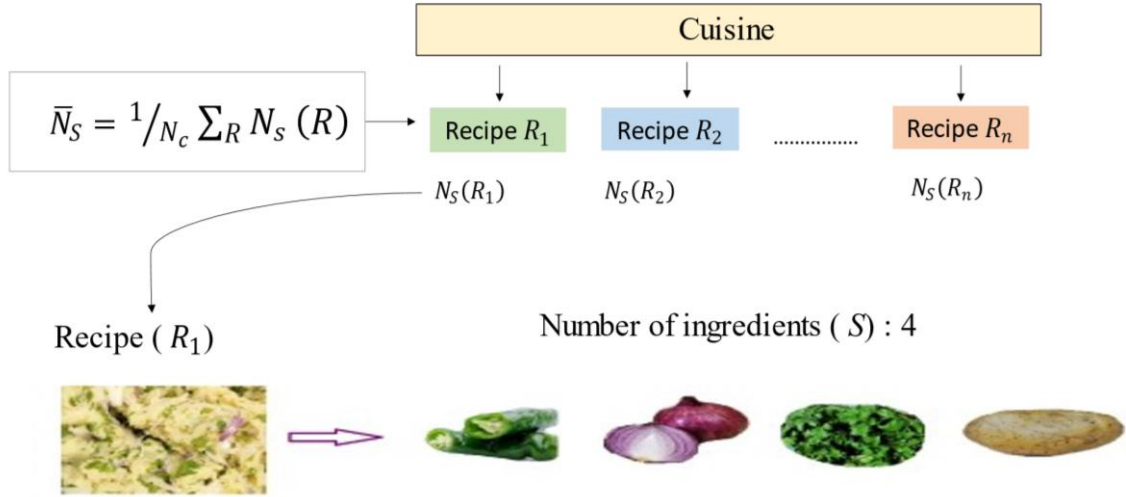 Cuisine
N̅_S = 1/N_c ∑_R N_s (R)
Recipe R_1
Recipe R_2
................
Recipe R_n
N_S(R_1)
N_S(R_2)
N_S(R_n)
Recipe ( R_1)
Number of ingredients ( S) : 4